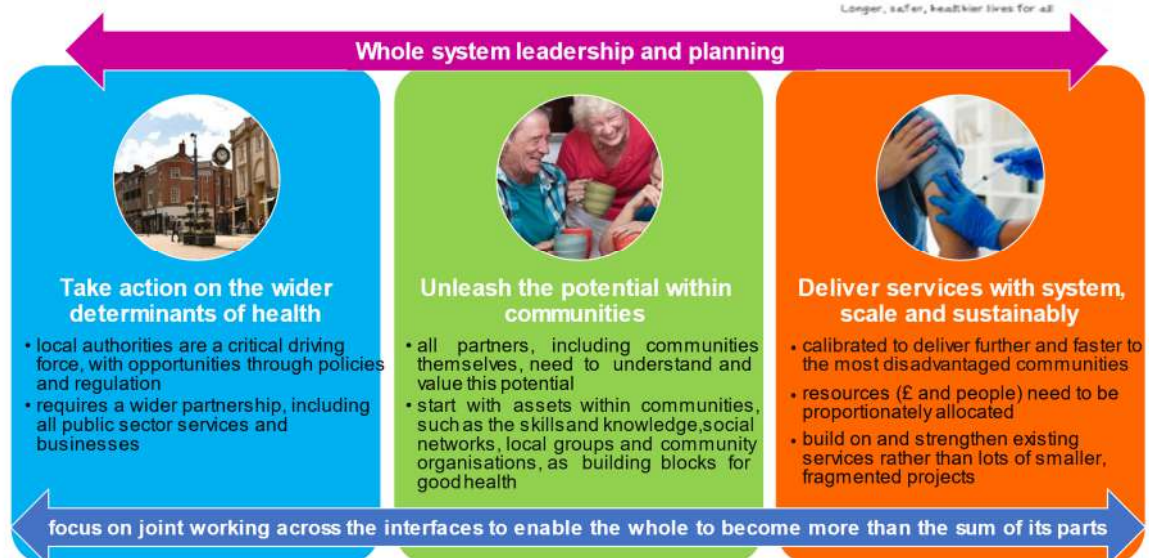 Longer, safer, healthier lives for all
Whole system leadership and planning
Take action on the wider
determinants of health
• local authorities are a critical driving
force, with opportunities through policies
and regulation
• requires a wider partnership, including
all public sector services and
businesses
Unleash the potential within
communities
• all partners, including communities
themselves, need to understand and
value this potential
• start with assets within communities,
such as the skills and knowledge, social
networks, local groups and community
organisations, as building blocks for
good health
Deliver services with system,
scale and sustainably
• calibrated to deliver further and faster to
the most disadvantaged communities
• resources (£ and people) need to be
proportionately allocated
• build on and strengthen existing
services rather than lots of smaller,
fragmented projects
focus on joint working across the interfaces to enable the whole to become more than the sum of its parts